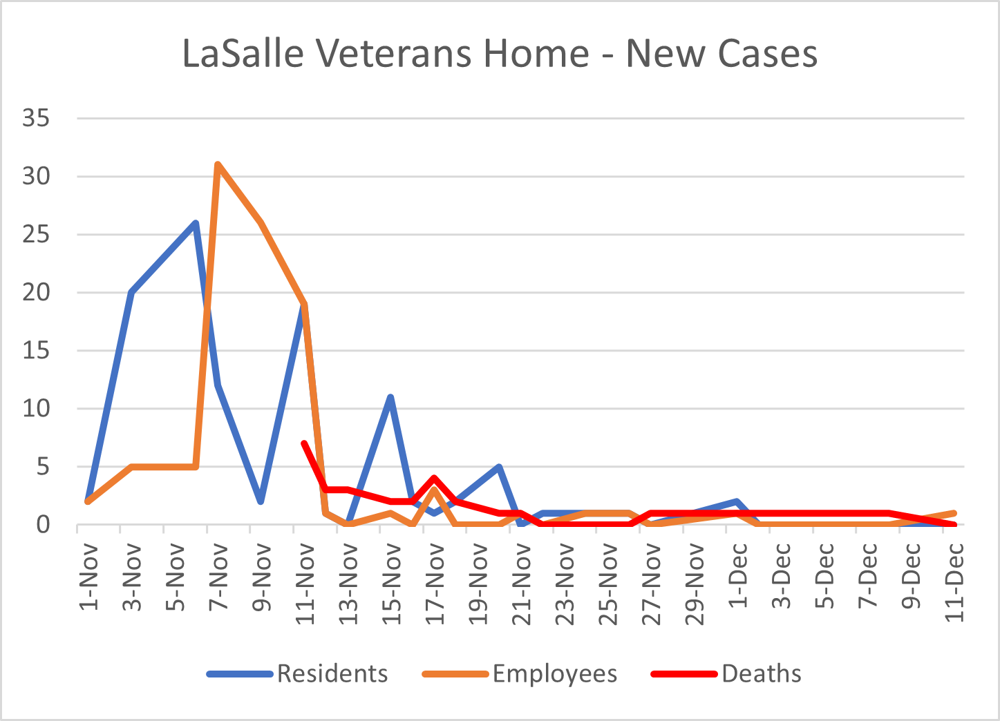 LaSalle Veterans Home - New Cases
35
30
25
20
15
10
5
0
1-Nov
3-Nov
5-Nov
7-Nov
9-Nov
11-Nov
13-Nov
15-Nov
17-Nov
19-Nov
21-Nov
23-Nov
25-Nov
27-Nov
29-Nov
1-Dec
3-Dec
5-Dec
7-Dec
9-Dec
11-Dec
Residents Employees Deaths